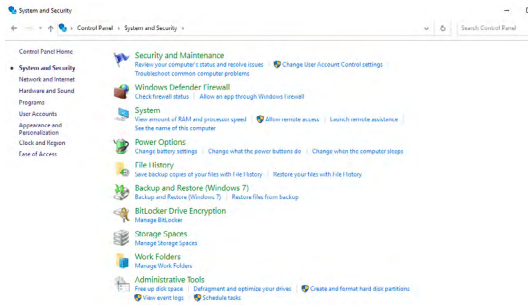 System and Security
Control Panel > System and Security
Search Control Panel
Control Panel Home
System and Security
Network and Internet
Hardware and Sound
Programs
User Accounts
Appearance and
Personalization
Clock and Region
Ease of Access
Security and Maintenance
Review your computer's status and resolve issues | Change User Account Control settings |
Troubleshoot common computer problems
Windows Defender Firewall
Check firewall status | Allow an app through Windows Firewall
System
View amount of RAM and processor speed | Allow remote access | Launch remote assistance |
See the name of this computer
Power Options
Change battery settings | Change what the power buttons do | Change when the computer sleeps
File History
Save backup copies of your files with File History | Restore your files with File History
Backup and Restore (Windows 7)
Backup and Restore (Windows 7) | Restore files from backup
BitLocker Drive Encryption
Manage BitLocker
Storage Spaces
Manage Storage Spaces
Work Folders
Manage Work Folders
Administrative Tools
Free up disk space | Defragment and optimize your drives | Create and format hard disk partitions
View event logs | Schedule tasks